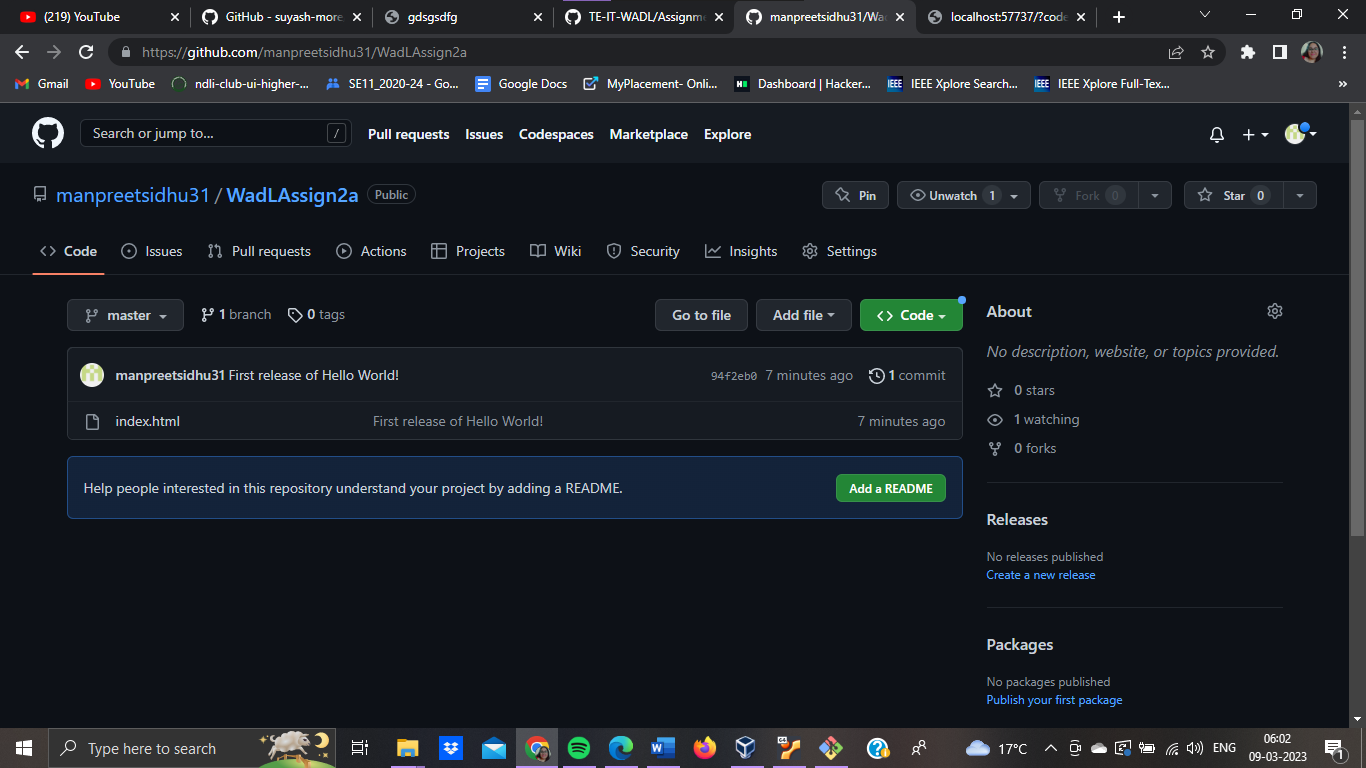 (219) YouTube
GitHub - suyash-more
gdsgsdfg
TE-IT-WADL/Assignme
manpreetsidhu31/Wa
localhost:57737/?code
https://github.com/manpreetsidhu31/WadLAssign2a
Gmail YouTube ndli-club-ui-higher-... SE11_2020-24 - Go... Google Docs MyPlacement- Onli... Dashboard | Hacker... IEEE Xplore Search... IEEE Xplore Full-Tex... »
Search or jump to... / Pull requests Issues Codespaces Marketplace Explore
manpreetsidhu31 / WadLAssign2a Public
Pin Unwatch 1 Fork 0 Star 0
Code Issues Pull requests Actions Projects Wiki Security Insights Settings
master 1 branch 0 tags Go to file Add file Code
manpreetsidhu31 First release of Hello World! 94f2eb0 7 minutes ago 1 commit
index.html First release of Hello World! 7 minutes ago
Help people interested in this repository understand your project by adding a README. Add a README
About
No description, website, or topics provided.
0 stars
1 watching
0 forks
Releases
No releases published
Create a new release
Packages
No packages published
Publish your first package
Type here to search
17°C ENG
06:02
09-03-2023
1